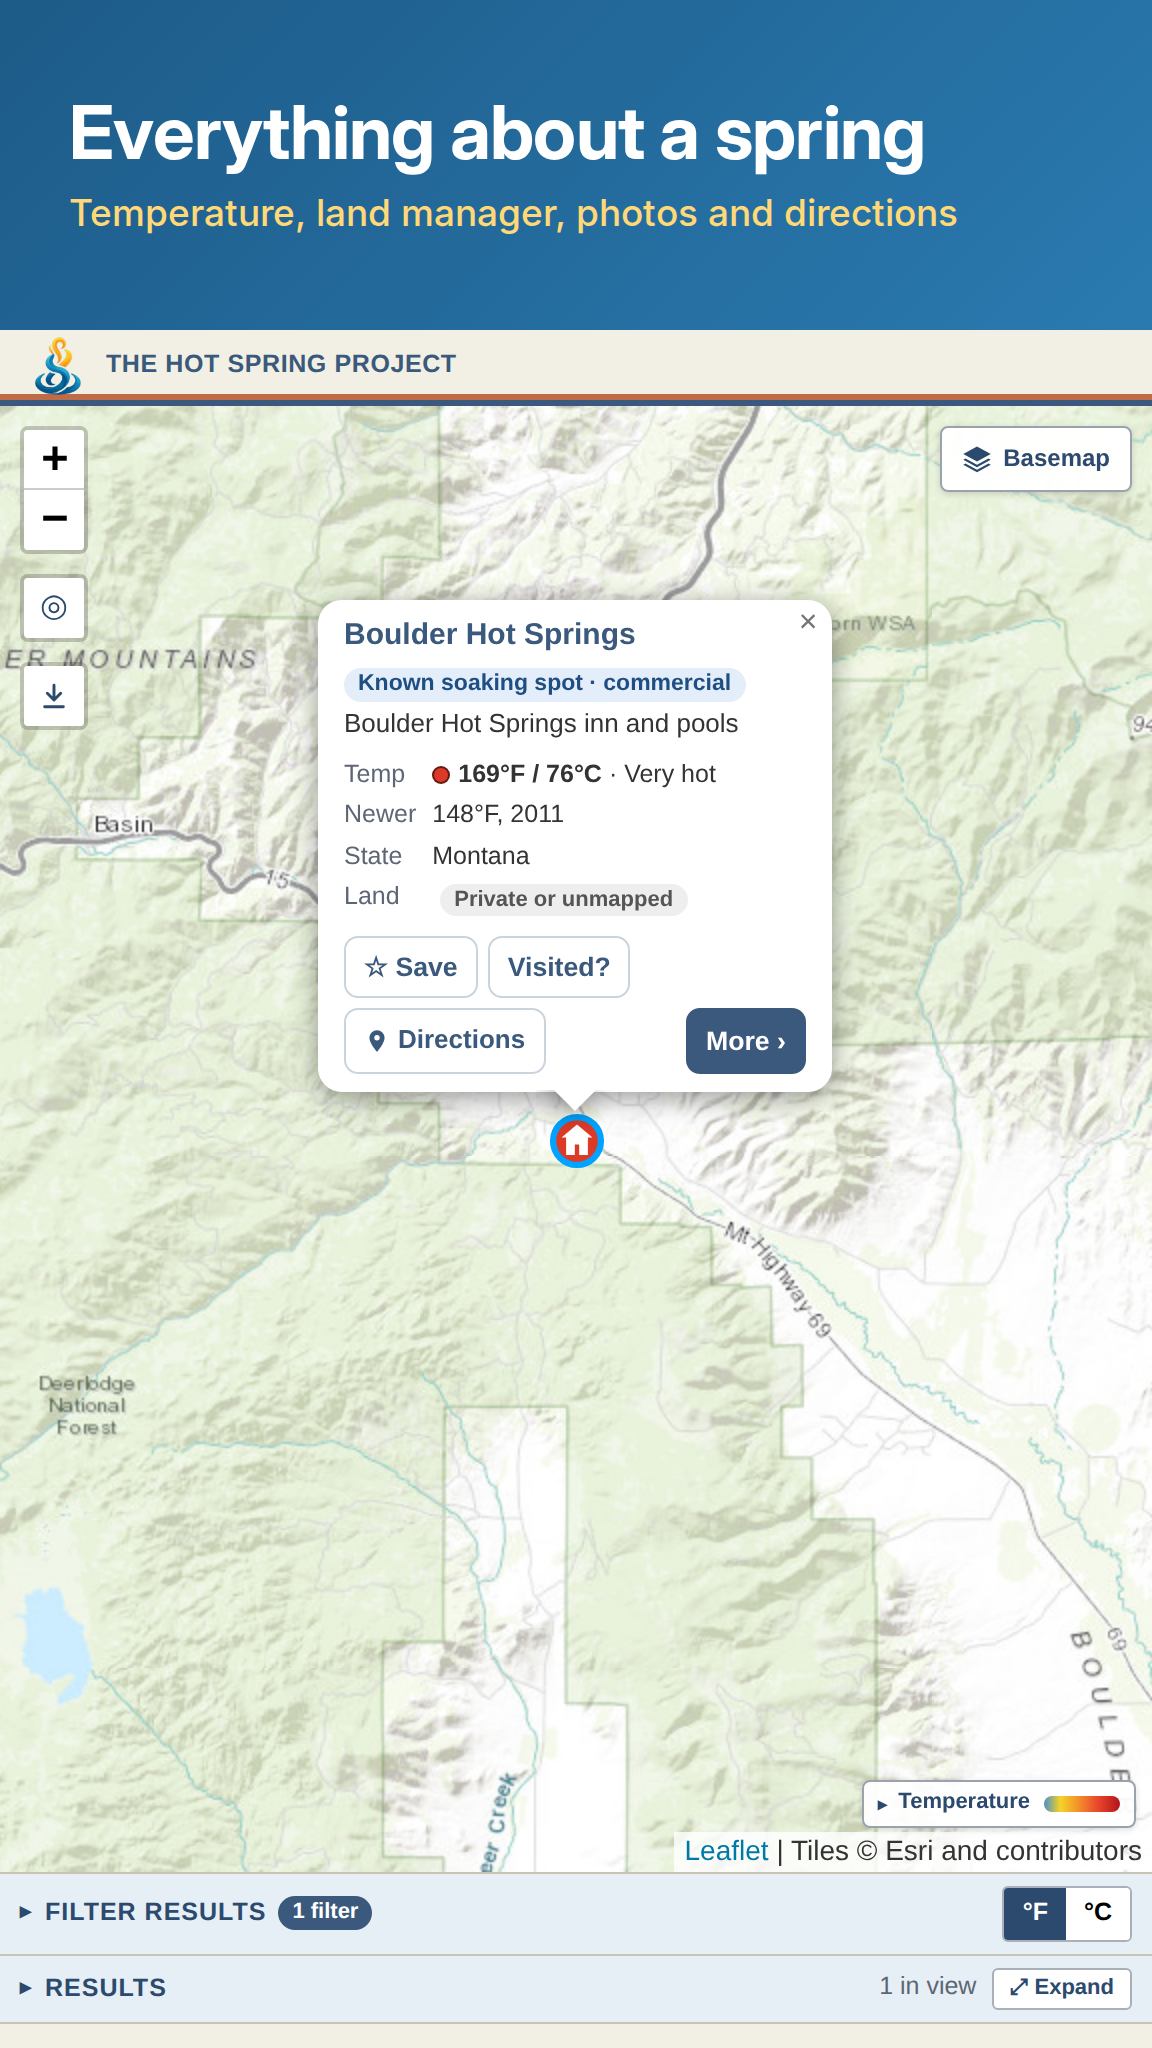 Everything about a spring
Temperature, land manager, photos and directions
THE HOT SPRING PROJECT
+
−
Basemap
orn WSA
ER MOUNTAINS
94
Boulder Hot Springs
×
Known soaking spot · commercial
Boulder Hot Springs inn and pools
Temp 169°F / 76°C · Very hot
Newer 148°F, 2011
State Montana
Land Private or unmapped
☆ Save
Visited?
Directions
More ›
Basin
15
Mt-Highway-69
Deerlodge
National
Forest
69
BOULDE
eer Creek
▸ Temperature
Leaflet | Tiles © Esri and contributors
▸ FILTER RESULTS 1 filter
°F °C
▸ RESULTS
1 in view
⤢ Expand